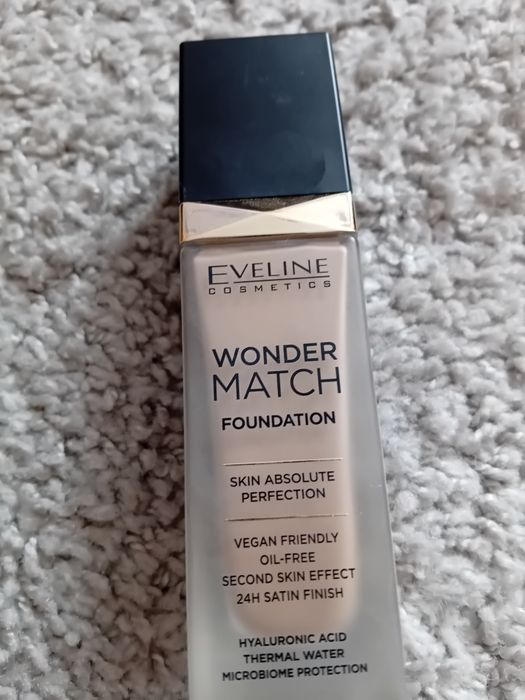 EVELINE
COSMETICS
WONDER
MATCH
FOUNDATION
SKIN ABSOLUTE
PERFECTION
VEGAN FRIENDLY
OIL-FREE
SECOND SKIN EFFECT
24H SATIN FINISH
HYALURONIC ACID
THERMAL WATER
MICROBIOME PROTECTION